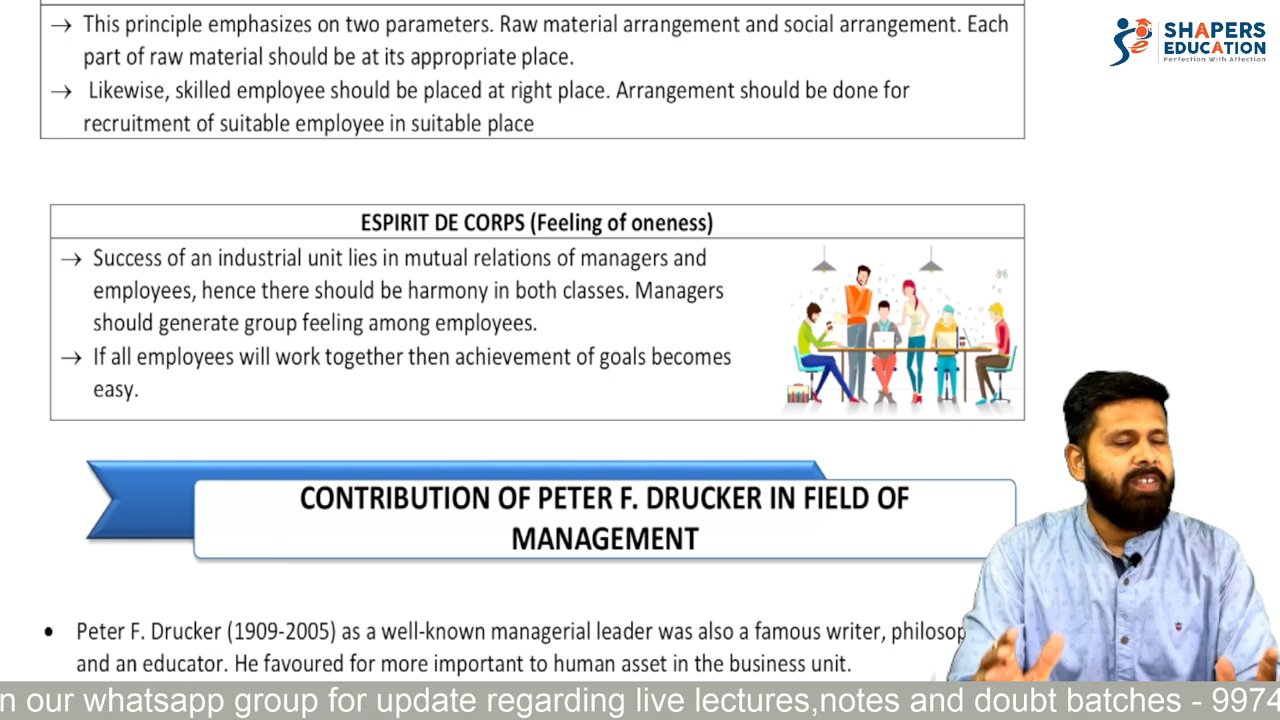 → This principle emphasizes on two parameters. Raw material arrangement and social arrangement. Each
part of raw material should be at its appropriate place.
→ Likewise, skilled employee should be placed at right place. Arrangement should be done for
recruitment of suitable employee in suitable place
SHAPERS
EDUCATION
Perfection With Affection
ESPIRIT DE CORPS (Feeling of oneness)
→ Success of an industrial unit lies in mutual relations of managers and
employees, hence there should be harmony in both classes. Managers
should generate group feeling among employees.
→ If all employees will work together then achievement of goals becomes
easy.
CONTRIBUTION OF PETER F. DRUCKER IN FIELD OF
MANAGEMENT
• Peter F. Drucker (1909-2005) as a well-known managerial leader was also a famous writer, philosop
and an educator. He favoured for more important to human asset in the business unit.
n our whatsapp group for update regarding live lectures,notes and doubt batches - 9974